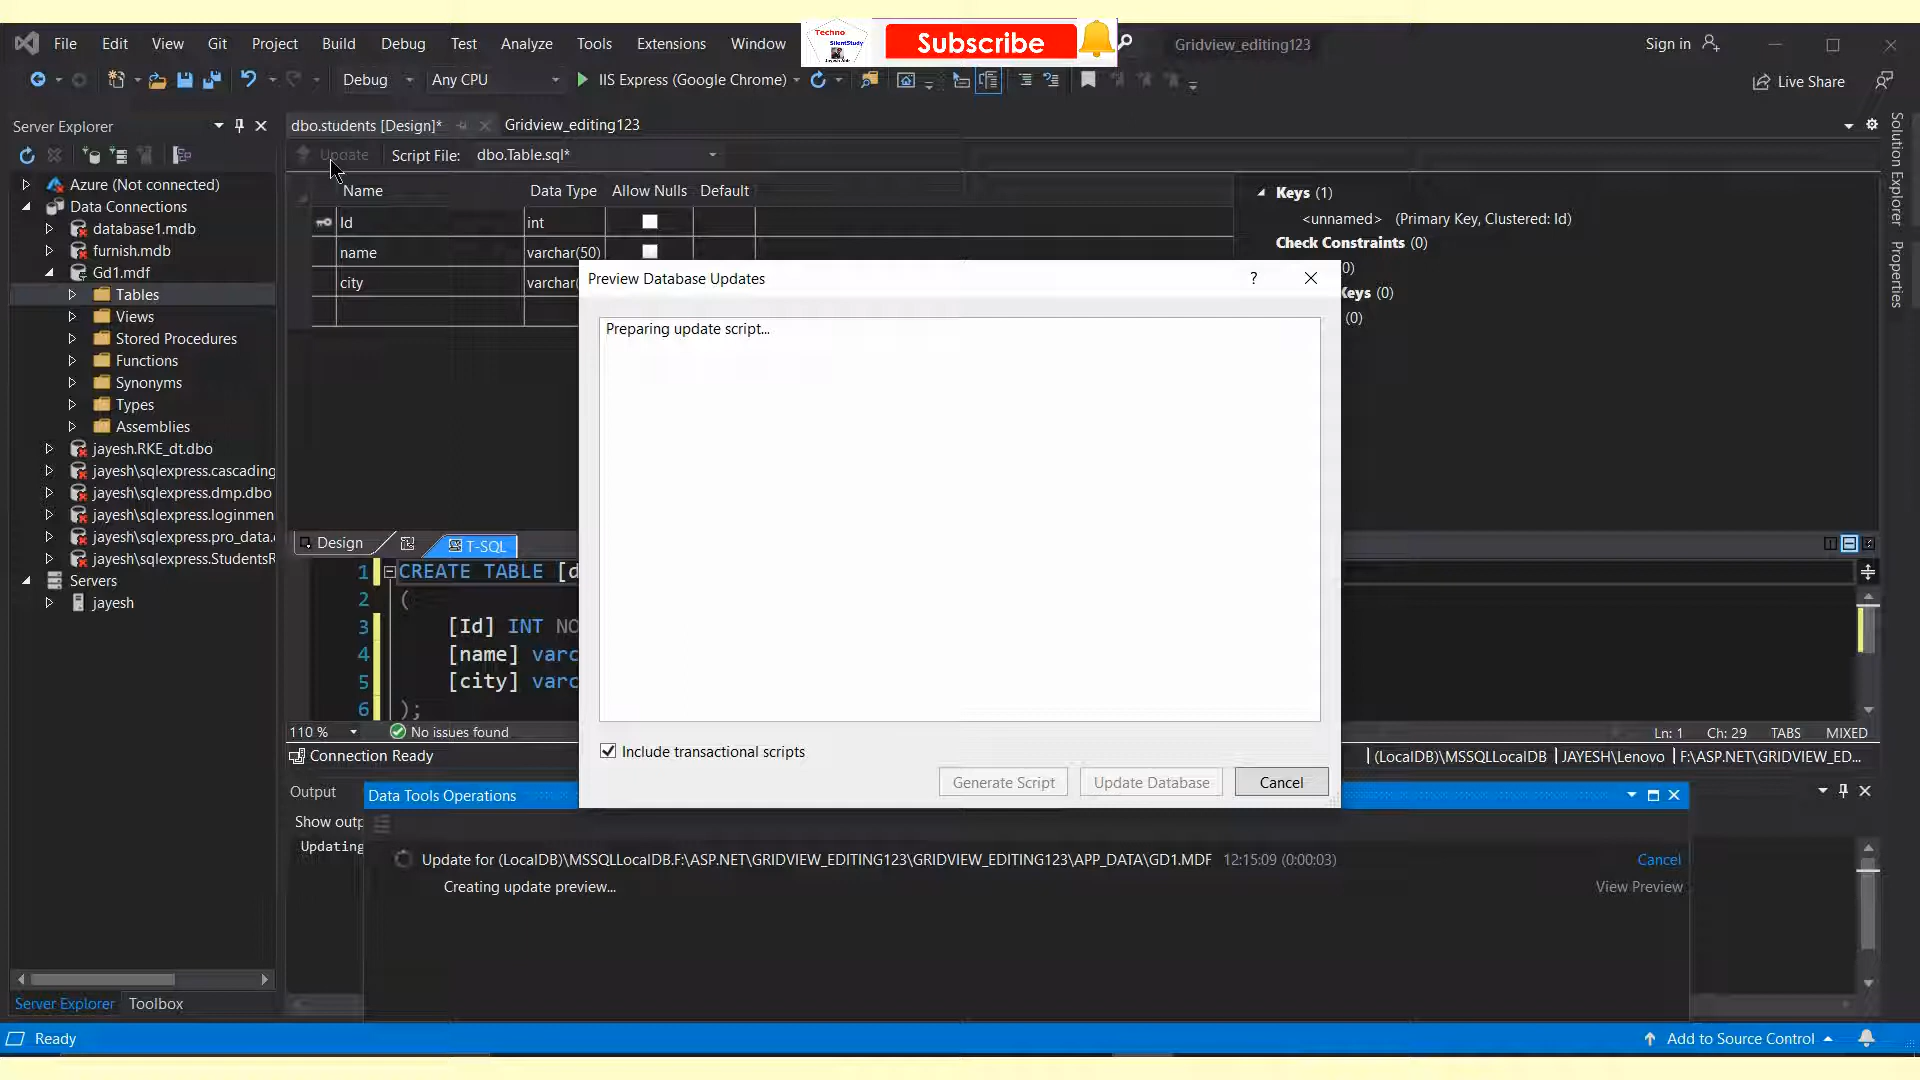 Techno
SilentStudy
Subscribe
File Edit View Git Project Build Debug Test Analyze Tools Extensions Window
Gridview_editing123
Sign in
Debug Any CPU IIS Express (Google Chrome)
Live Share
Server Explorer
dbo.students [Design]* Gridview_editing123
Update Script File: dbo.Table.sql*
Azure (Not connected)
Data Connections
database1.mdb
furnish.mdb
Gd1.mdf
Tables
Views
Stored Procedures
Functions
Synonyms
Types
Assemblies
jayesh.RKE_dt.dbo
jayesh\sqlexpress.cascading
jayesh\sqlexpress.dmp.dbo
jayesh\sqlexpress.loginmen
jayesh\sqlexpress.pro_data.
jayesh\sqlexpress.StudentsR
Servers
jayesh
Server Explorer Toolbox
Name Data Type Allow Nulls Default
Id int
name varchar(50)
city varchar(
Keys (1)
<unnamed> (Primary Key, Clustered: Id)
Check Constraints (0)
(0)
Keys (0)
(0)
Preview Database Updates
?
Preparing update script...
Include transactional scripts
Generate Script Update Database Cancel
Design T-SQL
1 CREATE TABLE [d
2 (
3 [Id] INT NO
4 [name] varc
5 [city] varc
6 );
110 % No issues found
Ln: 1 Ch: 29 TABS MIXED
Connection Ready
(LocalDB)\MSSQLLocalDB JAYESH\Lenovo F:\ASP.NET\GRIDVIEW_ED...
Output
Show outp
Updating
Data Tools Operations
Update for (LocalDB)\MSSQLLocalDB.F:\ASP.NET\GRIDVIEW_EDITING123\GRIDVIEW_EDITING123\APP_DATA\GD1.MDF 12:15:09 (0:00:03)
Cancel
Creating update preview...
View Preview
Solution Explorer
Properties
Ready
Add to Source Control